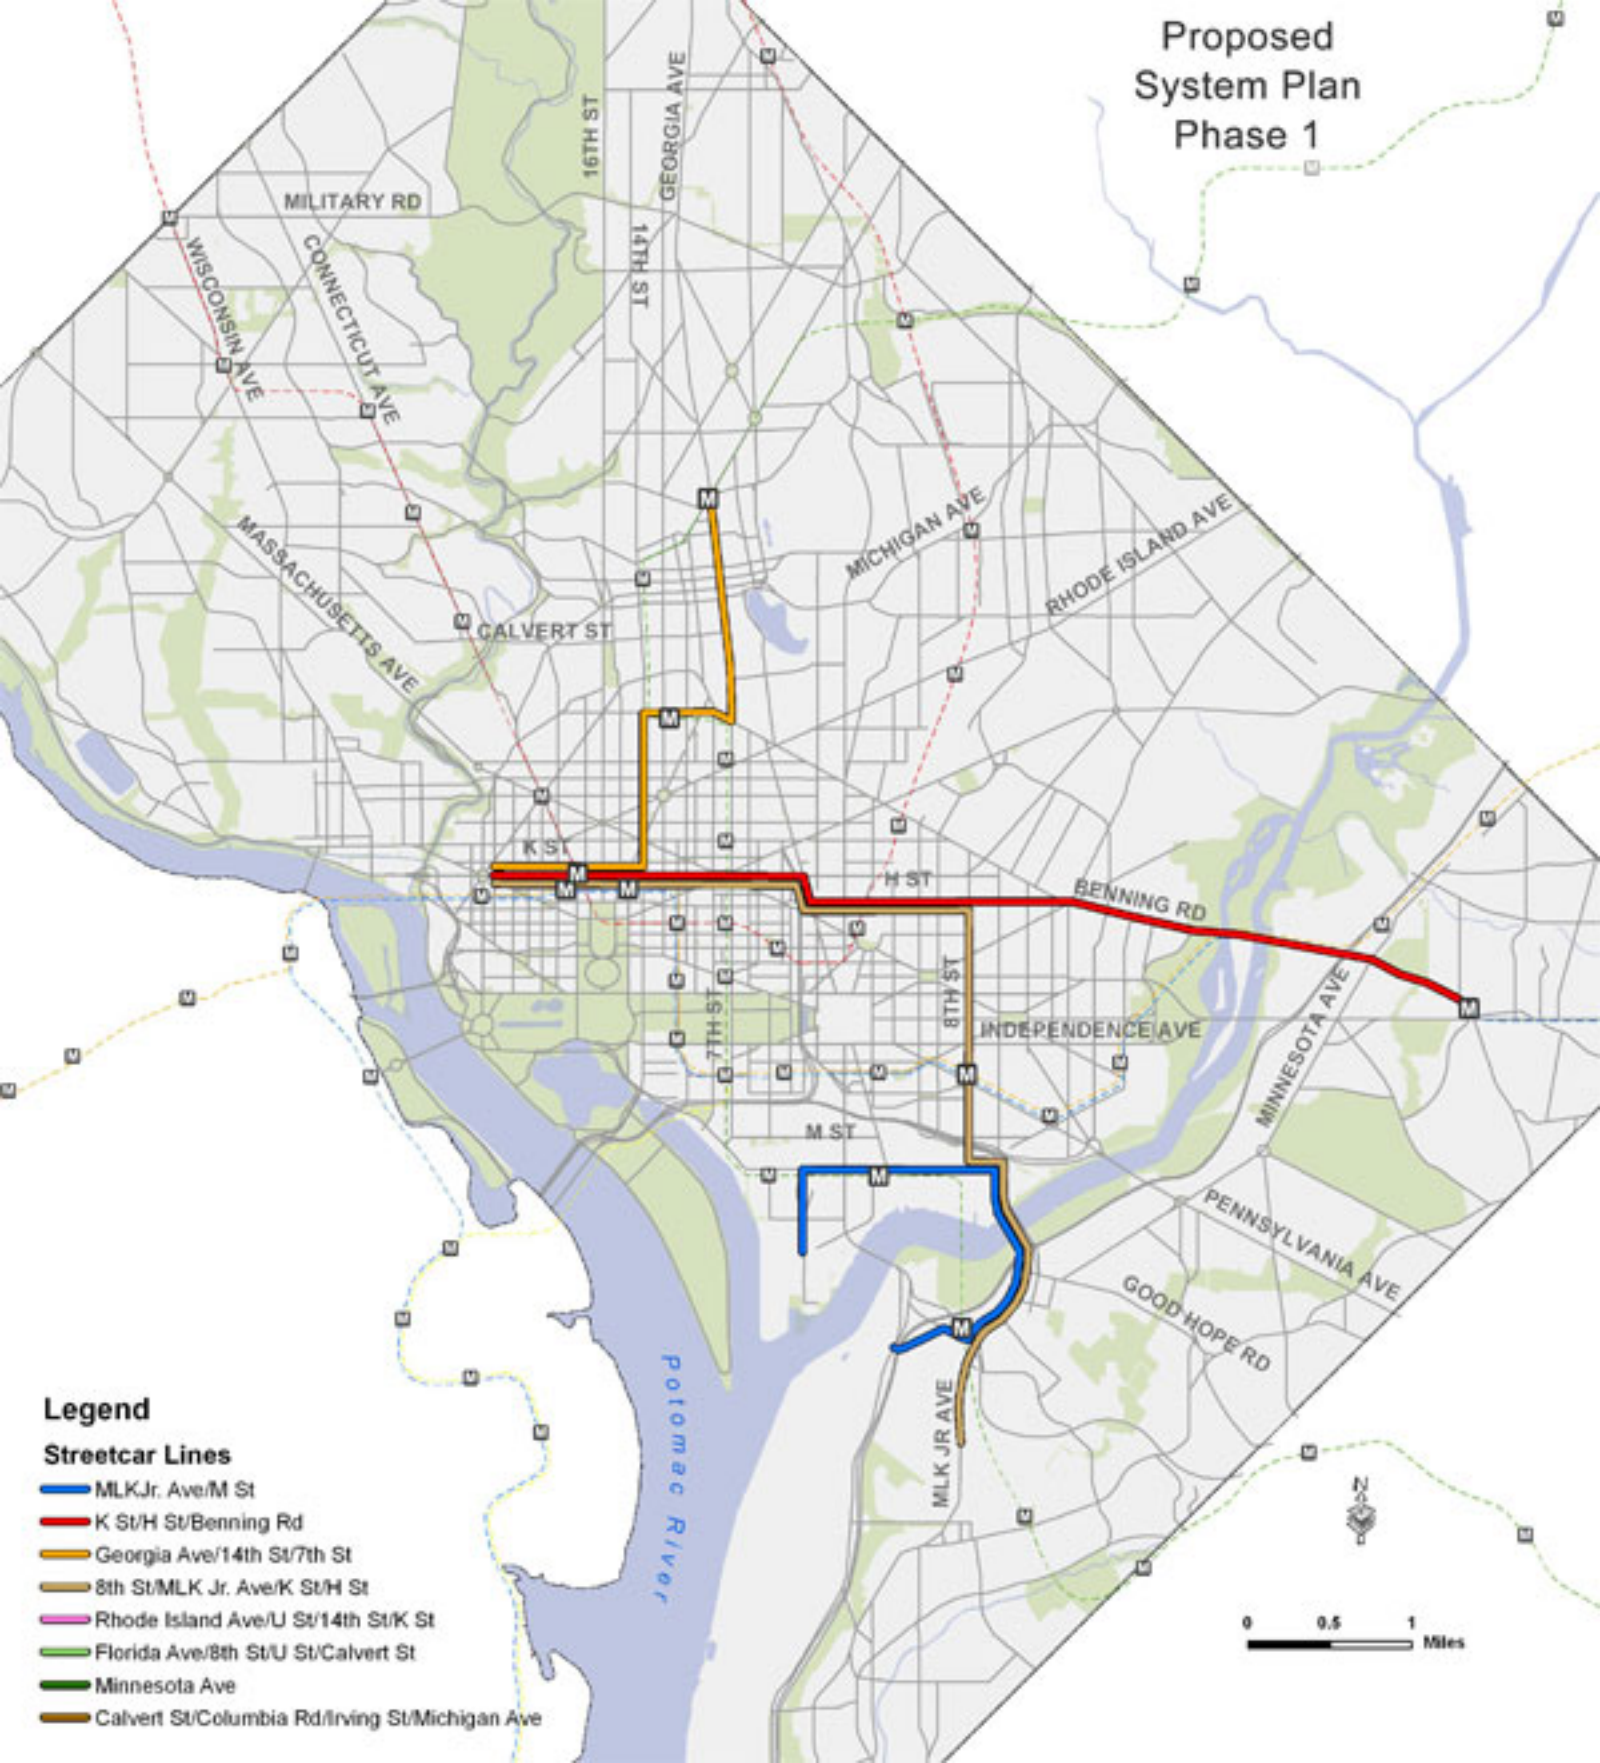 Proposed
System Plan
Phase 1
16TH ST
GEORGIA AVE
MILITARY RD
14TH ST
WISCONSIN AVE
CONNECTICUT AVE
M
MICHIGAN AVE
RHODE ISLAND AVE
MASSACHUSETTS AVE
CALVERT ST
M
K ST
M
M
M
H ST
BENNING RD
8TH ST
7TH ST
MINNESOTA AVE
M
INDEPENDENCE AVE
M
M ST
M
PENNSYLVANIA AVE
GOOD HOPE RD
M
MLK JR AVE
Potomac River
Legend
Streetcar Lines
MLKJr. Ave/M St
K St/H St/Benning Rd
Georgia Ave/14th St/7th St
8th St/MLK Jr. Ave/K St/H St
Rhode Island Ave/U St/14th St/K St
Florida Ave/8th St/U St/Calvert St
Minnesota Ave
Calvert St/Columbia Rd/Irving St/Michigan Ave
N
0 0.5 1
Miles